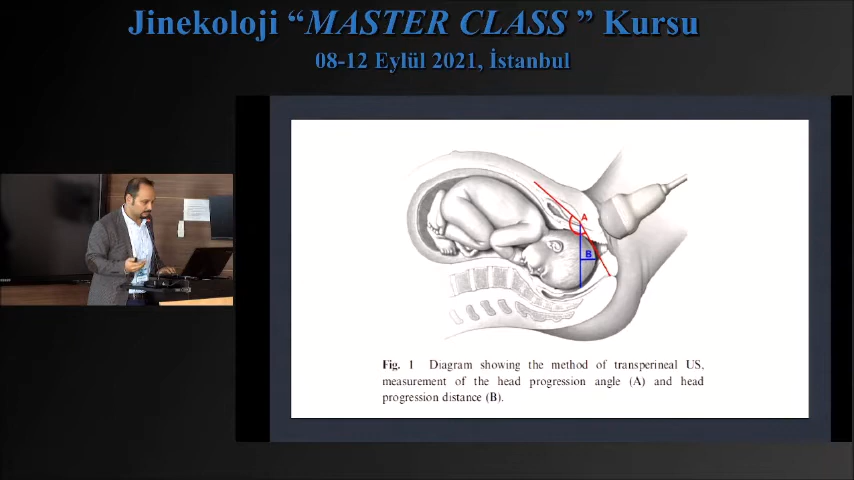 Jinekoloji “MASTER CLASS ” Kursu
08-12 Eylül 2021, İstanbul
A
B
Fig. 1 Diagram showing the method of transperineal US,
measurement of the head progression angle (A) and head
progression distance (B).